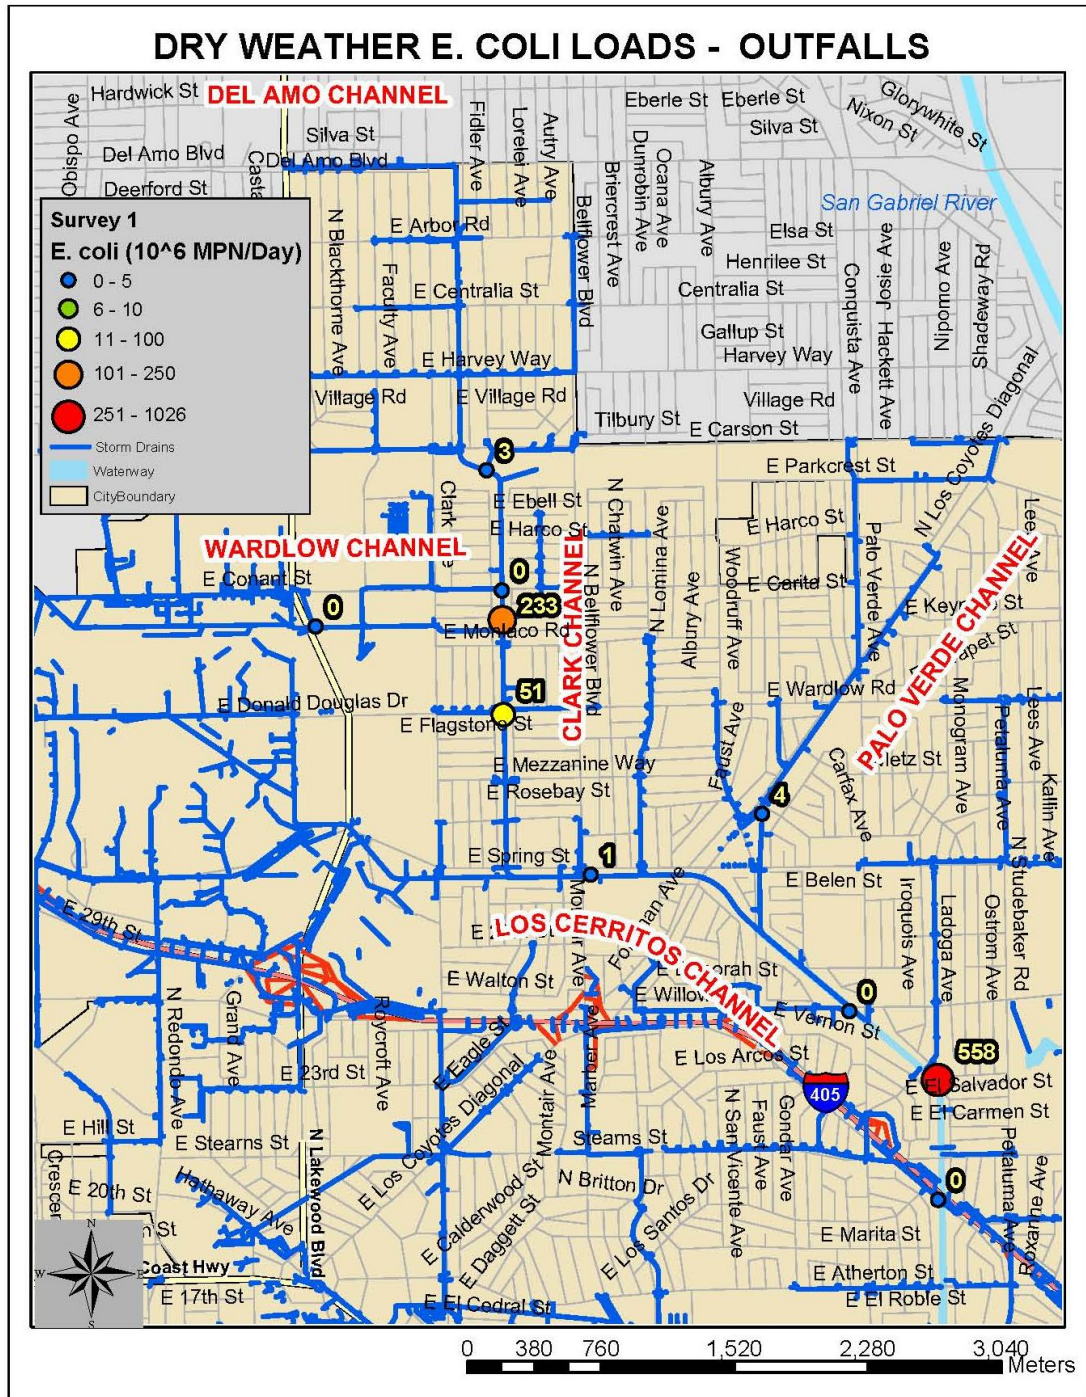 DRY WEATHER E. COLI LOADS - OUTFALLS
Hardwick St
DEL AMO CHANNEL
Obispo Ave
Silva St
Del Amo Blvd
Del Amo Blvd
Deerford St
Fidler Ave
Lorelei Ave
Autry Ave
Eberle St
Eberle St
Silva St
Glorywhite St
Nixon St
Dunrobin Ave
Ocana Ave
Briercrest Ave
Albury Ave
San Gabriel River
Survey 1
E. coli (10^6 MPN/Day)
0 - 5
6 - 10
11 - 100
101 - 250
251 - 1026
Storm Drains
Waterway
CityBoundary
N Blackthorne Ave
Faculty Ave
E Arbor Rd
E Centralia St
E Harvey Way
Village Rd
E Village Rd
Bellflower Blvd
Elsa St
Henrilee St
Centralia St
Gallup St
Harvey Way
Village Rd
Tilbury St
E Carson St
Conquista Ave
Josie Ave
Hackett Ave
Nipomo Ave
Shadeway Rd
N Los Coyotes Diagonal
3
E Parkcrest St
E Ebell St
E Harco St
E Harco St
Clark
N Chatwin Ave
N Lomina Ave
WARDLOW CHANNEL
CLARK CHANNEL
PALO VERDE CHANNEL
E Conant St
0
0
233
E Monlaco Rd
N Bellflower Blvd
Albury Ave
Woodruff Ave
E Carita St
Palo Verde Ave
Lees Ave
51
E Donald Douglas Dr
E Flagstone St
E Wardlow Rd
E Mezzanine Way
E Rosebay St
Faust Ave
Carfax Ave
Monogram Ave
Petaluma Ave
Lees Ave
Kallin Ave
4
E Spring St
1
E Belen St
N Studebaker Rd
Iroquois Ave
Ladoga Ave
Ostrom Ave
E 29th St
LOS CERRITOS CHANNEL
E Walton St
E Vernon St
0
N Redondo Ave
Grand Ave
Roycroft Ave
E 23rd St
E Eagle St
Montair Ave
E Los Arcos St
558
405
E El Salvador St
E El Carmen St
E Hill St
E Stearns St
Stearns St
E Los Coyotes Diagonal
N San Vicente Ave
Faust Ave
Gondar Ave
Petaluma Ave
Roxanne Ave
E 20th St
Hathaway Ave
N Lakewood Blvd
E Calderwood St
E Daggett St
N Britton Dr
E Los Santos Dr
0
E Marita St
Coast Hwy
E 17th St
E Atherton St
E El Roble St
E El Cedral St
N
W
E
S
0 380 760 1,520 2,280 3,040
Meters